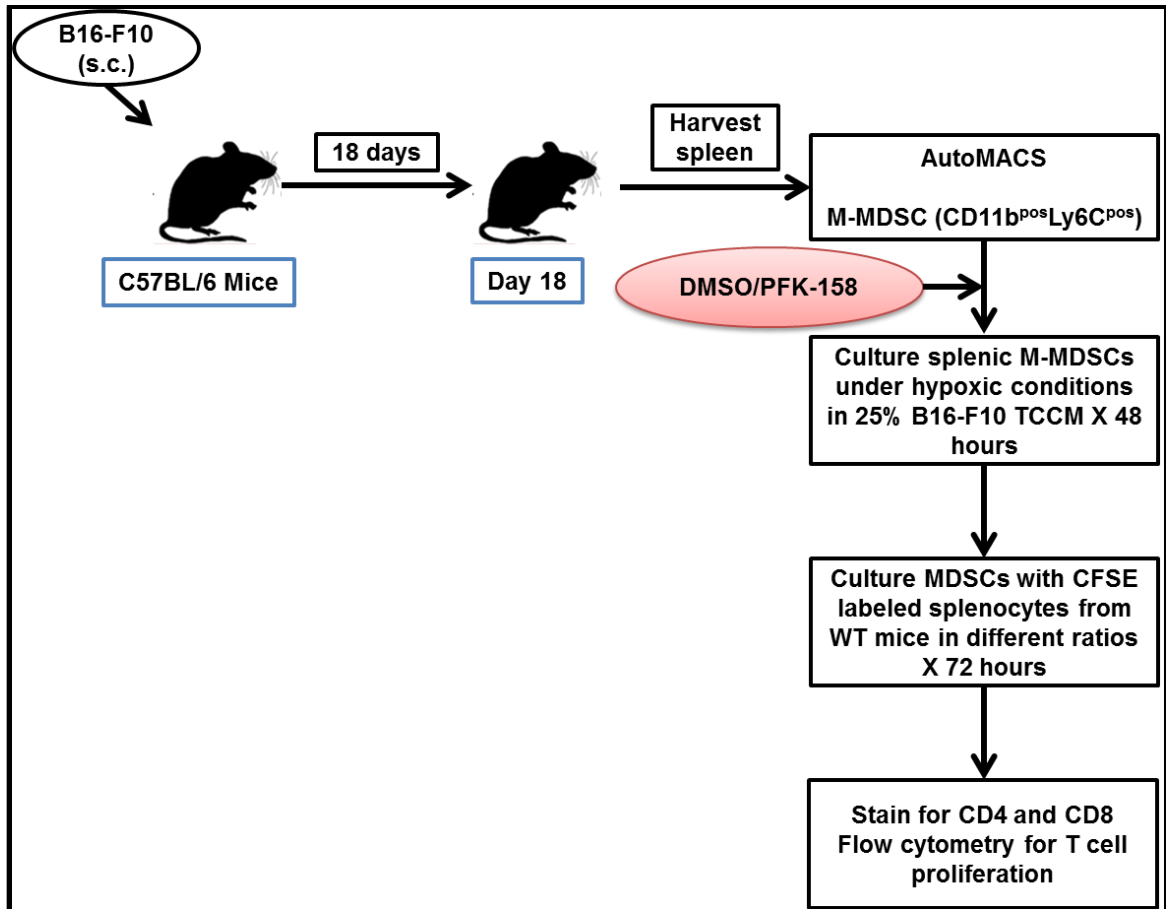 B16-F10
(s.c.)
18 days
Harvest
spleen
AutoMACS
M-MDSC (CD11bᵖᵒˢLy6Cᵖᵒˢ)
C57BL/6 Mice
Day 18
DMSO/PFK-158
Culture splenic M-MDSCs
under hypoxic conditions
in 25% B16-F10 TCCM X 48
hours
Culture MDSCs with CFSE
labeled splenocytes from
WT mice in different ratios
X 72 hours
Stain for CD4 and CD8
Flow cytometry for T cell
proliferation